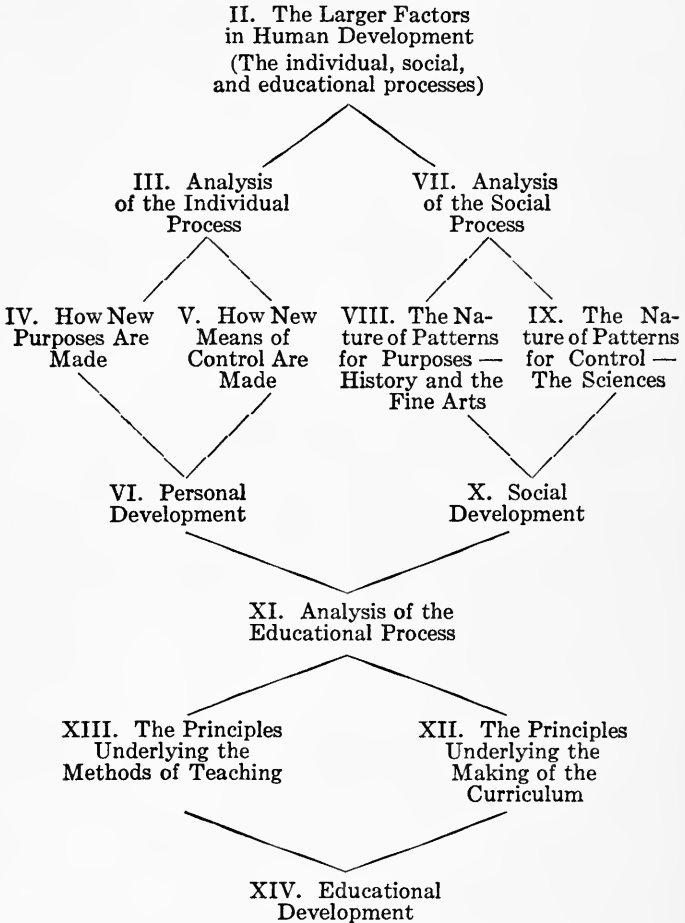 II. The Larger Factors
in Human Development
(The individual, social,
and educational processes)
III. Analysis
of the Individual
Process
VII. Analysis
of the Social
Process
IV. How New
Purposes Are
Made
V. How New
Means of
Control Are
Made
VIII. The Na-
ture of Patterns
for Purposes —
History and the
Fine Arts
IX. The Na-
ture of Patterns
for Control —
The Sciences
VI. Personal
Development
X. Social
Development
XI. Analysis of the
Educational Process
XIII. The Principles
Underlying the
Methods of Teaching
XII. The Principles
Underlying the
Making of the
Curriculum
XIV. Educational
Development